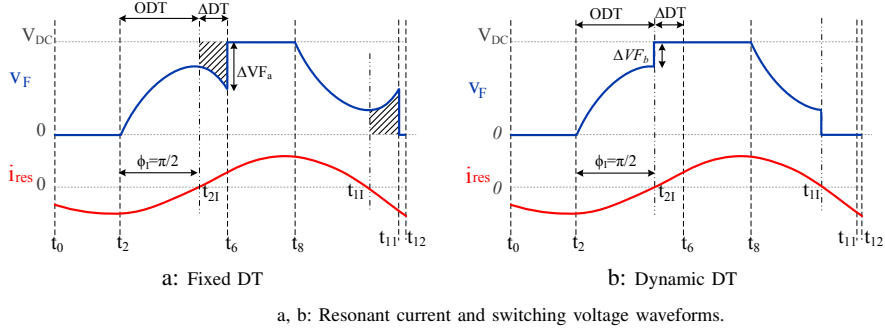 ODT ΔDT
V_DC
ΔVF_a
v_F
0
ϕ_I=π/2
i_res 0
t_2I t_1I
t_0 t_2 t_6 t_8 t_11 t_12
a: Fixed DT
ODT ΔDT
V_DC
ΔVF_b
v_F
0
ϕ_I=π/2
i_res 0
t_2I t_1I
t_0 t_2 t_6 t_8 t_11 t_12
b: Dynamic DT
a, b: Resonant current and switching voltage waveforms.